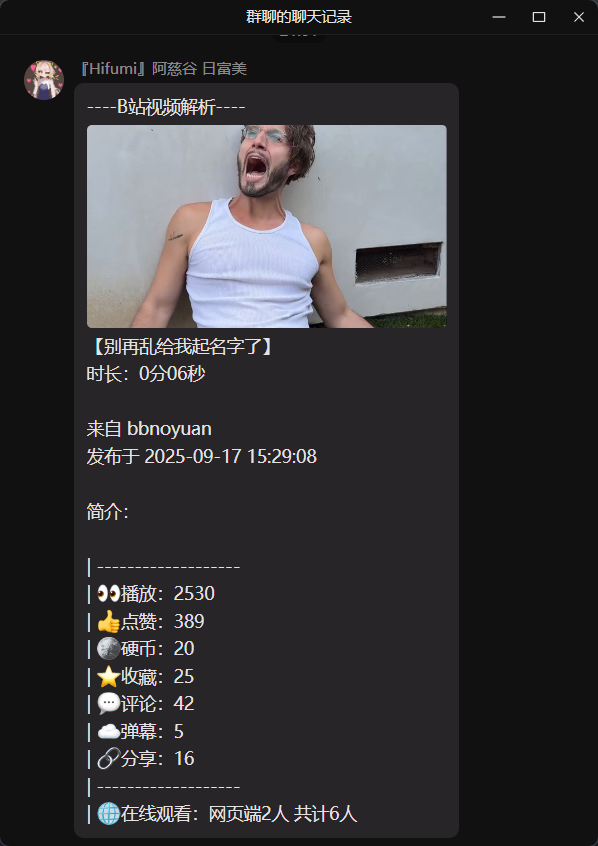 群聊的聊天记录
『Hifumi』阿慈谷 日富美
----B站视频解析----
【别再乱给我起名字了】
时长：0分06秒
来自 bbnoyuan
发布于 2025-09-17 15:29:08
简介：
| -------------------
| 👀播放：2530
| 👍点赞：389
| 🌚硬币：20
| ⭐收藏：25
| 💬评论：42
| ☁️弹幕：5
| 🔗分享：16
| -------------------
| 🌐在线观看：网页端2人 共计6人